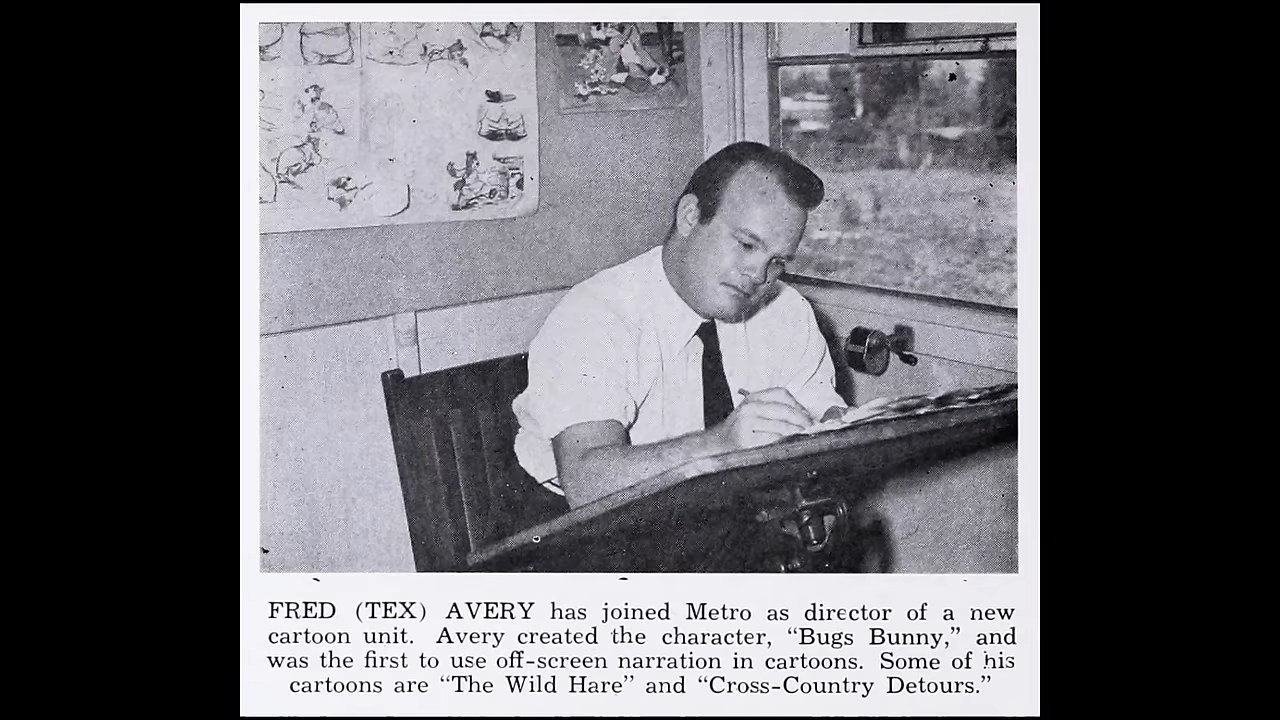 FRED (TEX) AVERY has joined Metro as director of a new
cartoon unit. Avery created the character, “Bugs Bunny,” and
was the first to use off-screen narration in cartoons. Some of his
cartoons are “The Wild Hare” and “Cross-Country Detours.”